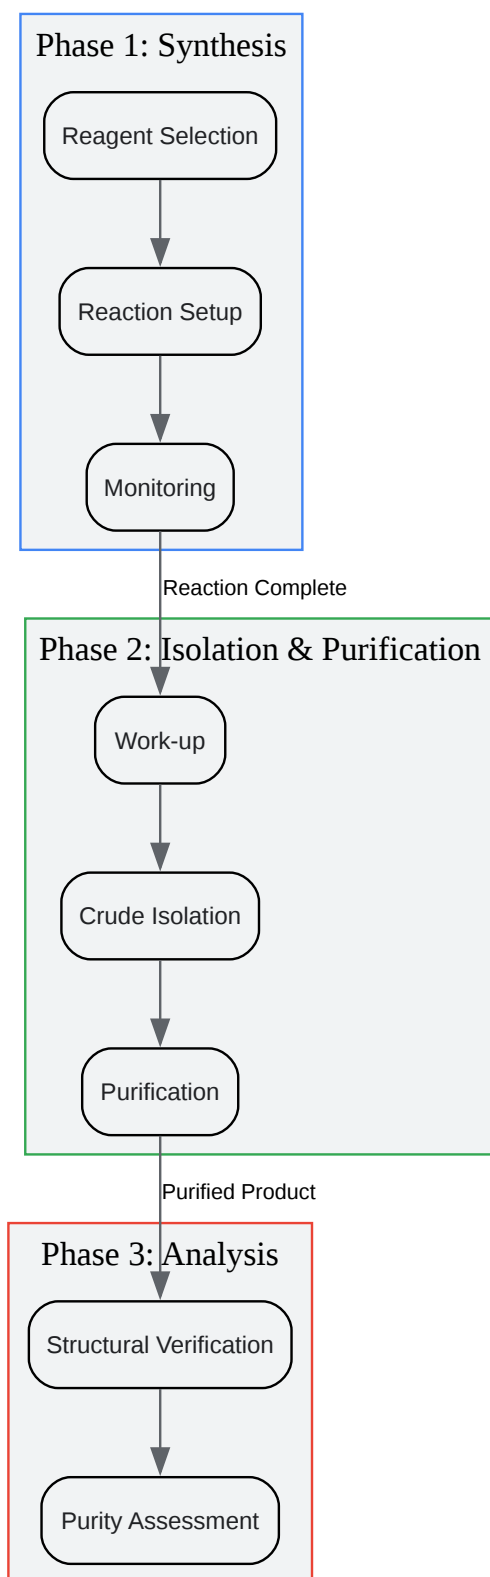 Phase 1: Synthesis
Reagent Selection
Reaction Setup
Monitoring
Reaction Complete
Phase 2: Isolation & Purification
Work-up
Crude Isolation
Purification
Purified Product
Phase 3: Analysis
Structural Verification
Purity Assessment